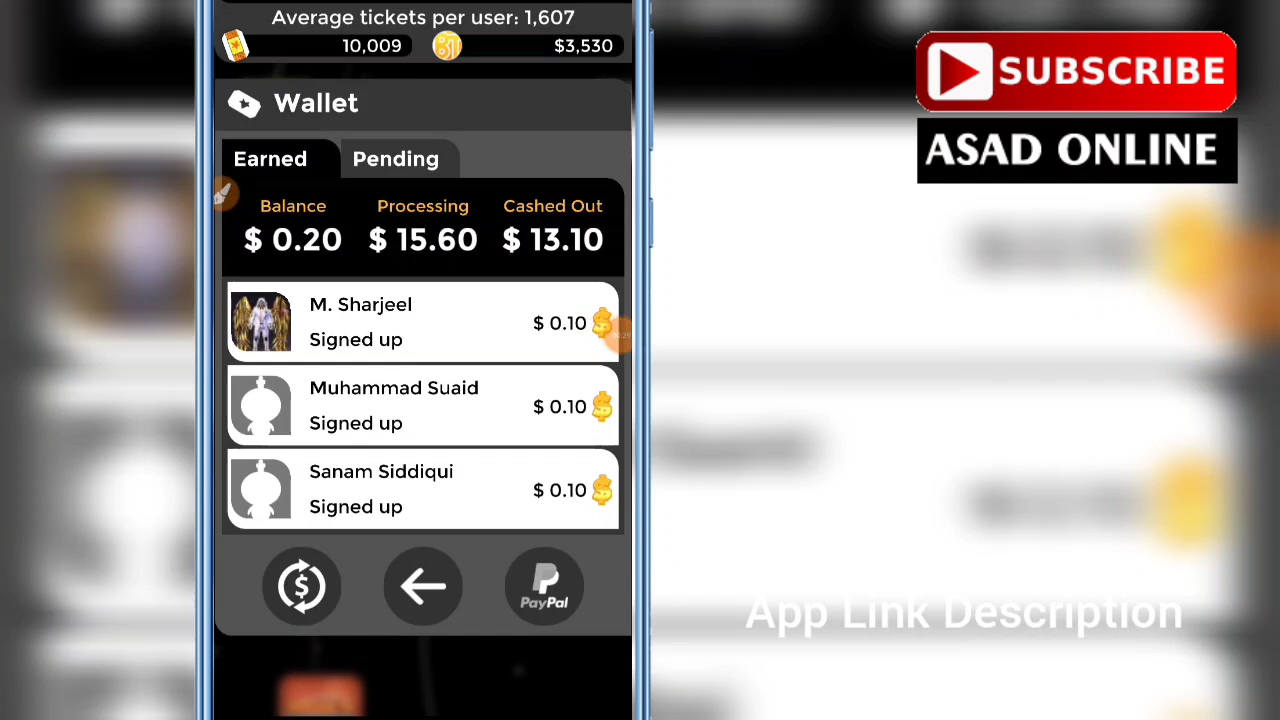 Average tickets per user: 1,607
10,009
$3,530
Wallet
Earned
Pending
Balance
Processing
Cashed Out
$ 0.20
$ 15.60
$ 13.10
M. Sharjeel
Signed up
$ 0.10
Muhammad Suaid
Signed up
$ 0.10
Sanam Siddiqui
Signed up
$ 0.10
PayPal
SUBSCRIBE
ASAD ONLINE
App Link Description